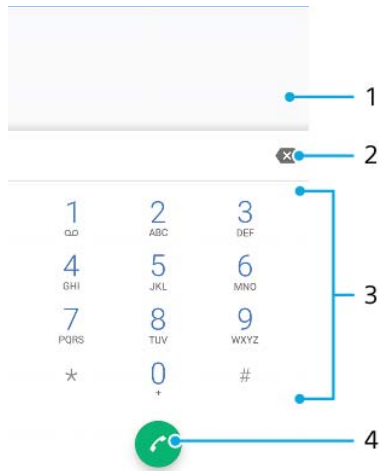 1
2
1 2 3
ABC DEF
4 5 6
GHI JKL MNO
3
7 8 9
PQRS TUV WXYZ
* 0 #
+
4